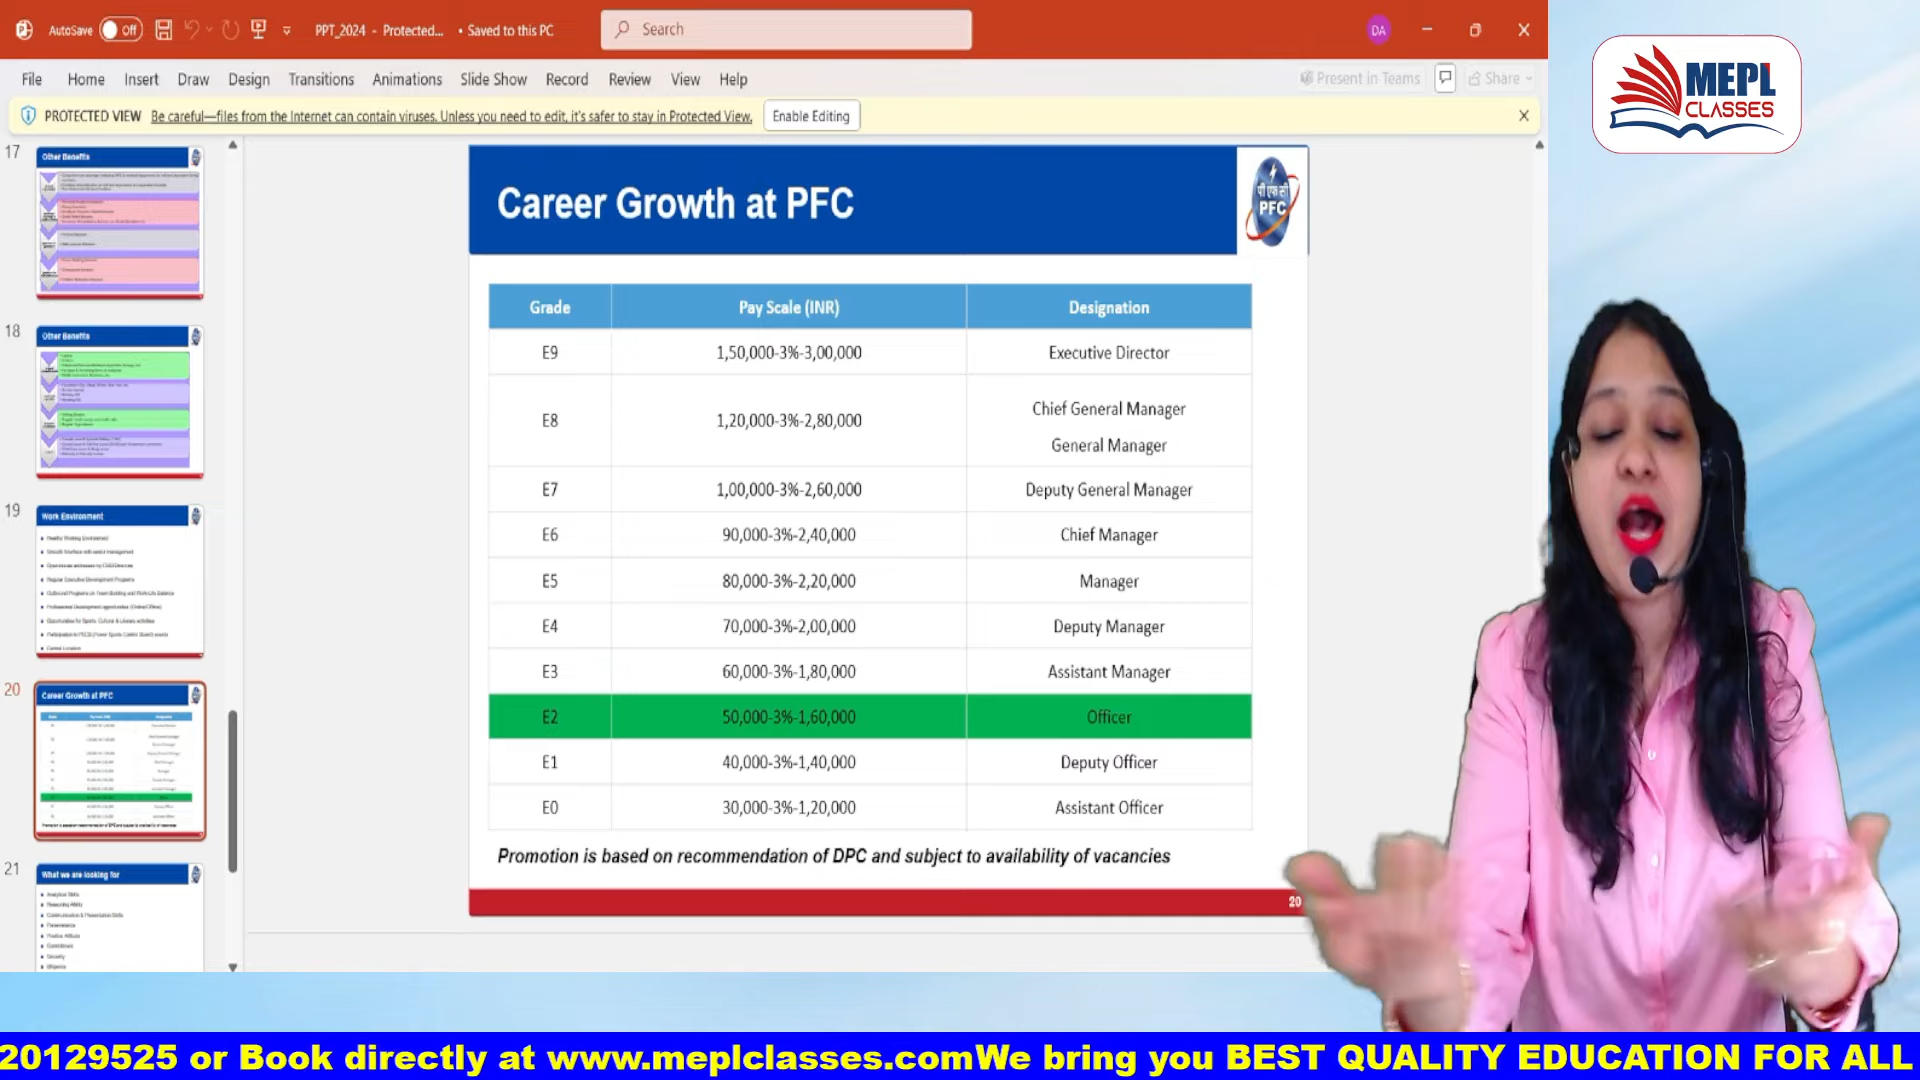 AutoSave Off PPT_2024 - Protected... • Saved to this PC Search DA
File Home Insert Draw Design Transitions Animations Slide Show Record Review View Help Present in Teams Share
PROTECTED VIEW Be careful—files from the Internet can contain viruses. Unless you need to edit, it's safer to stay in Protected View. Enable Editing
MEPL
CLASSES
17
Other Benefits
18
Other Benefits
19
Work Environment
20
Career Growth at PFC
21
What we are looking for
Career Growth at PFC
पी एफ सी
PFC
Grade Pay Scale (INR) Designation
E9 1,50,000-3%-3,00,000 Executive Director
E8 1,20,000-3%-2,80,000 Chief General Manager
General Manager
E7 1,00,000-3%-2,60,000 Deputy General Manager
E6 90,000-3%-2,40,000 Chief Manager
E5 80,000-3%-2,20,000 Manager
E4 70,000-3%-2,00,000 Deputy Manager
E3 60,000-3%-1,80,000 Assistant Manager
E2 50,000-3%-1,60,000 Officer
E1 40,000-3%-1,40,000 Deputy Officer
E0 30,000-3%-1,20,000 Assistant Officer
Promotion is based on recommendation of DPC and subject to availability of vacancies
20
20129525 or Book directly at www.meplclasses.comWe bring you BEST QUALITY EDUCATION FOR ALL